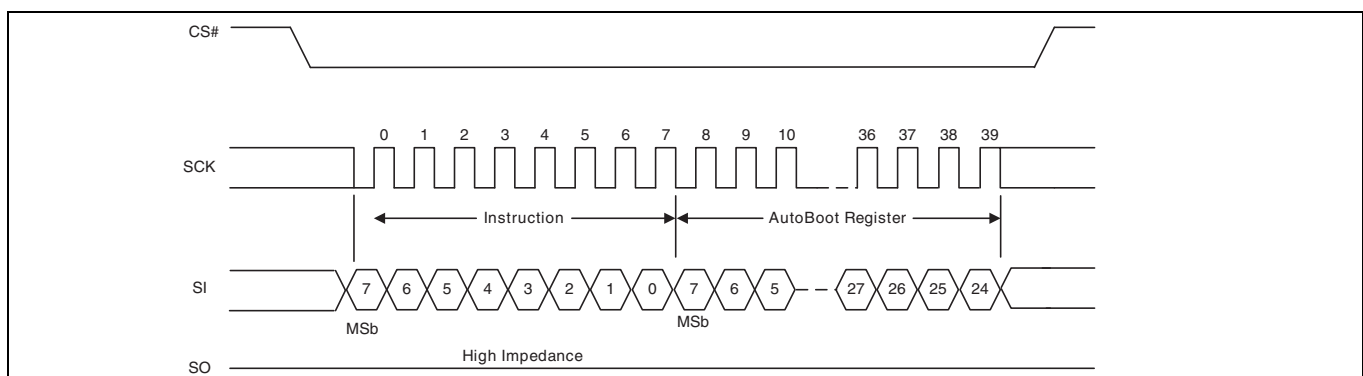 CS#
0 1 2 3 4 5 6 7 8 9 10 36 37 38 39
SCK
Instruction AutoBoot Register
SI 7 6 5 4 3 2 1 0 7 6 5 27 26 25 24
MSb MSb
High Impedance
SO